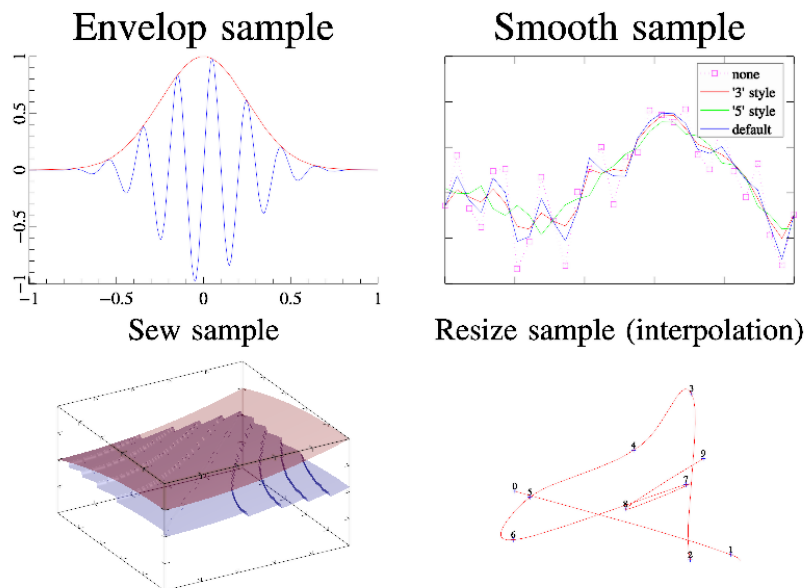 Envelop sample
Smooth sample
1
0.5
0
−0.5
−1
−1 −0.5 0 0.5 1
none
'3' style
'5' style
default
Sew sample
Resize sample (interpolation)
3
4
9
0
5
7
8
6
2
1